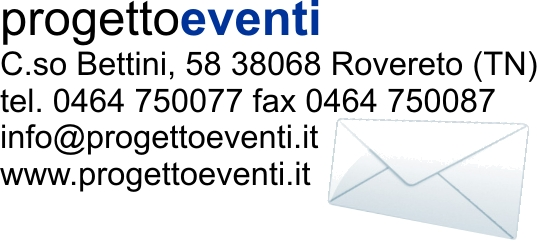 progettoeventi
C.so Bettini, 58 38068 Rovereto (TN)
tel. 0464 750077 fax 0464 750087
info@progettoeventi.it
www.progettoeventi.it